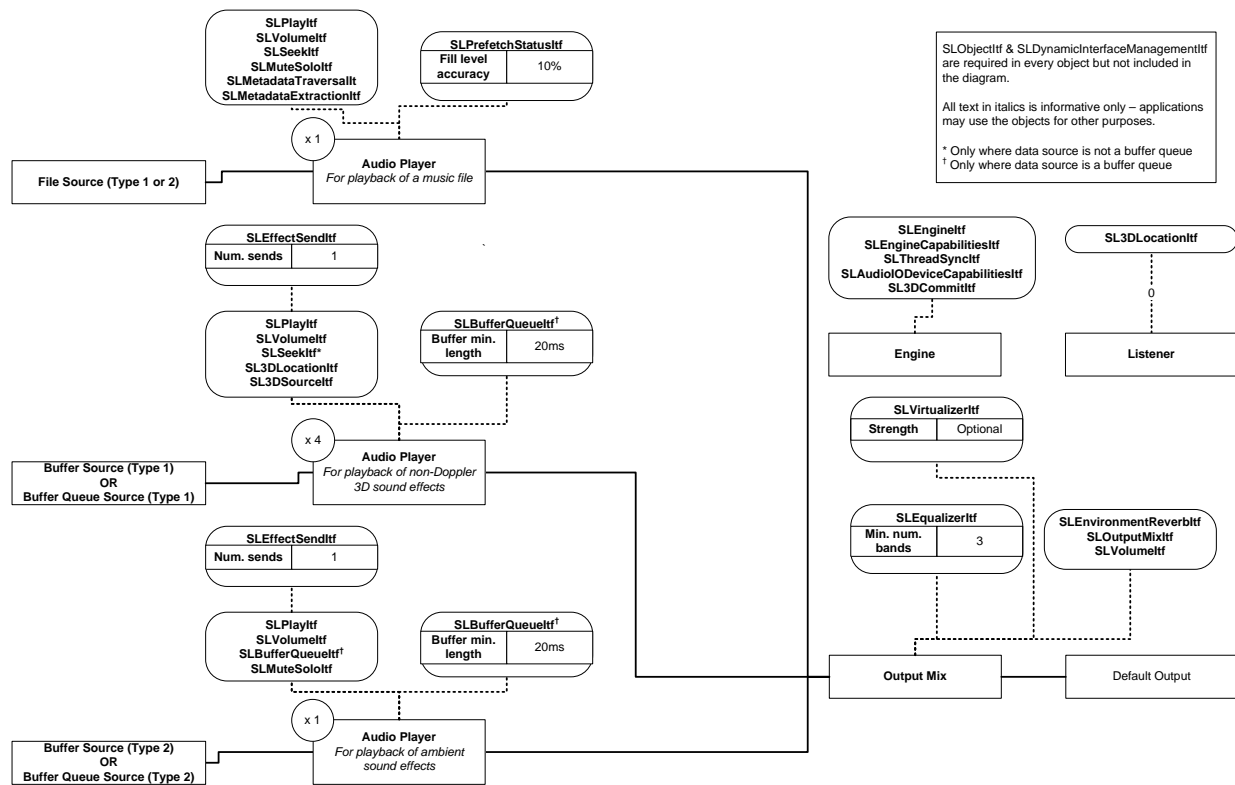 SLPlayItf
SLVolumeItf
SLSeekItf
SLMuteSoloItf
SLMetadataTraversalIt
SLMetadataExtractionItf
SLPrefetchStatusItf
Fill level
accuracy
10%
x 1
Audio Player
For playback of a music file
File Source (Type 1 or 2)
SLObjectItf & SLDynamicInterfaceManagementItf
are required in every object but not included in
the diagram.
All text in italics is informative only – applications
may use the objects for other purposes.
* Only where data source is not a buffer queue
† Only where data source is a buffer queue
SLEffectSendItf
Num. sends
1
SLPlayItf
SLVolumeItf
SLSeekItf*
SL3DLocationItf
SL3DSourceItf
SLBufferQueueItf†
Buffer min.
length
20ms
x 4
Audio Player
For playback of non-Doppler
3D sound effects
Buffer Source (Type 1)
OR
Buffer Queue Source (Type 1)
SLEngineItf
SLEngineCapabilitiesItf
SLThreadSyncItf
SLAudioIODeviceCapabilitiesItf
SL3DCommitItf
Engine
SL3DLocationItf
0
Listener
SLVirtualizerItf
Strength
Optional
SLEqualizerItf
Min. num.
bands
3
SLEnvironmentReverbItf
SLOutputMixItf
SLVolumeItf
Output Mix
Default Output
SLEffectSendItf
Num. sends
1
SLPlayItf
SLVolumeItf
SLBufferQueueItf†
SLMuteSoloItf
SLBufferQueueItf†
Buffer min.
length
20ms
x 1
Audio Player
For playback of ambient
sound effects
Buffer Source (Type 2)
OR
Buffer Queue Source (Type 2)